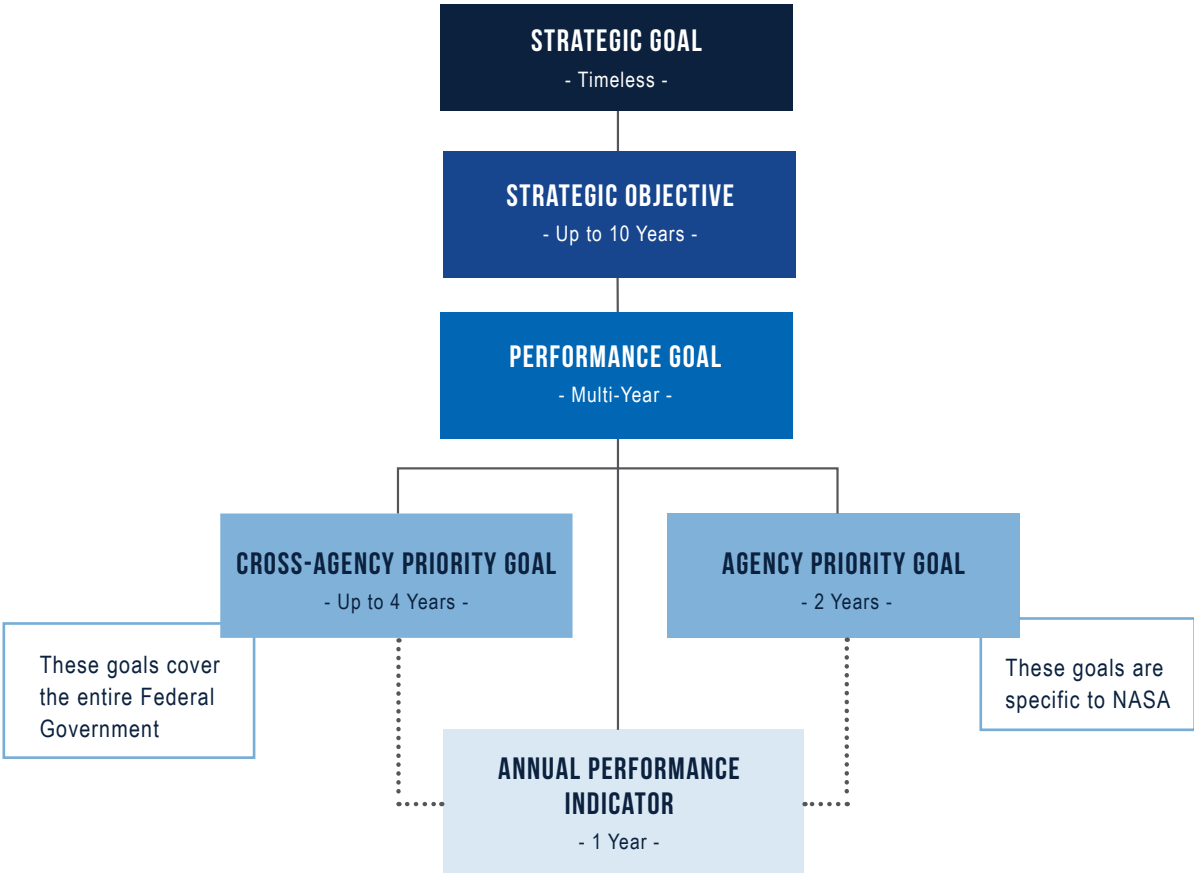 STRATEGIC GOAL
- Timeless -
STRATEGIC OBJECTIVE
- Up to 10 Years -
PERFORMANCE GOAL
- Multi-Year -
CROSS-AGENCY PRIORITY GOAL
- Up to 4 Years -
AGENCY PRIORITY GOAL
- 2 Years -
These goals cover
the entire Federal
Government
These goals are
specific to NASA
ANNUAL PERFORMANCE
INDICATOR
- 1 Year -